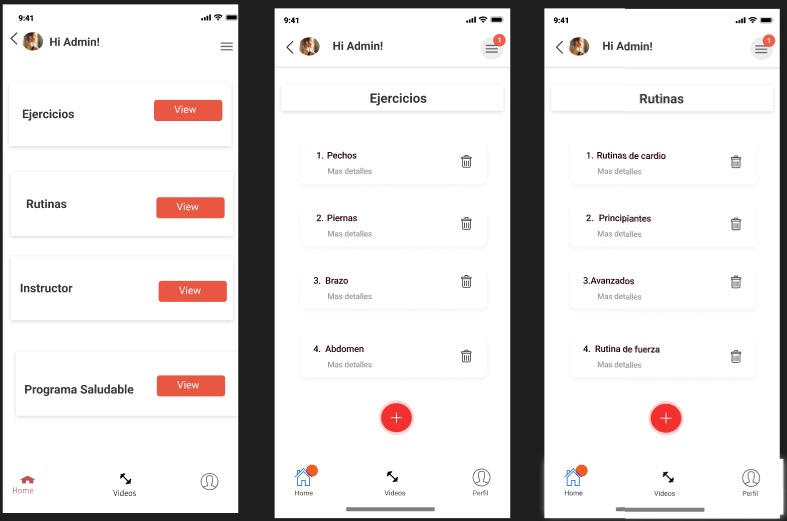 9:41
Hi Admin!
Ejercicios
View
Rutinas
View
Instructor
View
Programa Saludable
View
Home
Videos
9:41
Hi Admin!
1
Ejercicios
1. Pechos
Mas detalles
2. Piernas
Mas detalles
3. Brazo
Mas detalles
4. Abdomen
Mas detalles
+
Home
Videos
Perfil
9:41
Hi Admin!
1
Rutinas
1. Rutinas de cardio
Mas detalles
2. Principiantes
Mas detalles
3.Avanzados
Mas detalles
4. Rutina de fuerza
Mas detalles
+
Home
Videos
Perfil